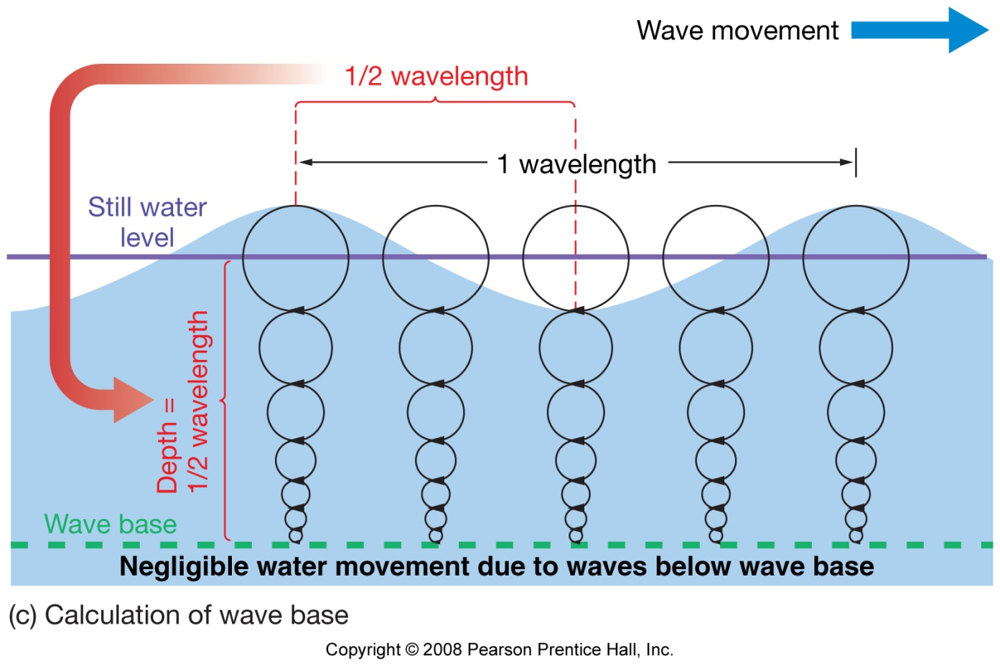 Wave movement
1/2 wavelength
1 wavelength
Still water
level
Depth =
1/2 wavelength
Wave base
Negligible water movement due to waves below wave base
(c) Calculation of wave base
Copyright © 2008 Pearson Prentice Hall, Inc.